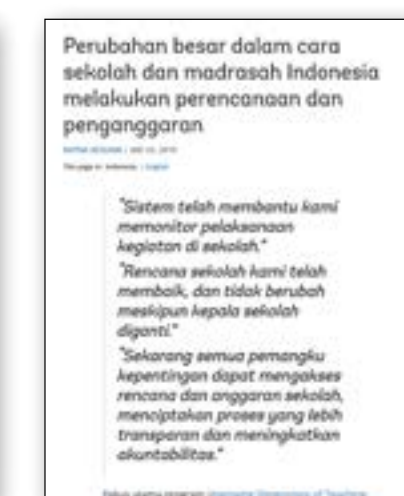 Perubahan besar dalam cara
sekolah dan madrasah Indonesia
melakukan perencanaan dan
penganggaran
"Sistem telah membantu kami
memonitor pelaksanaan
kegiatan di sekolah."
"Rencana sekolah kami telah
membaik, dan tidak berubah
meskipun kepala sekolah
diganti."
"Sekarang semua pemangku
kepentingan dapat mengakses
rencana dan anggaran sekolah,
menciptakan proses yang lebih
transparan dan meningkatkan
akuntabilitas."